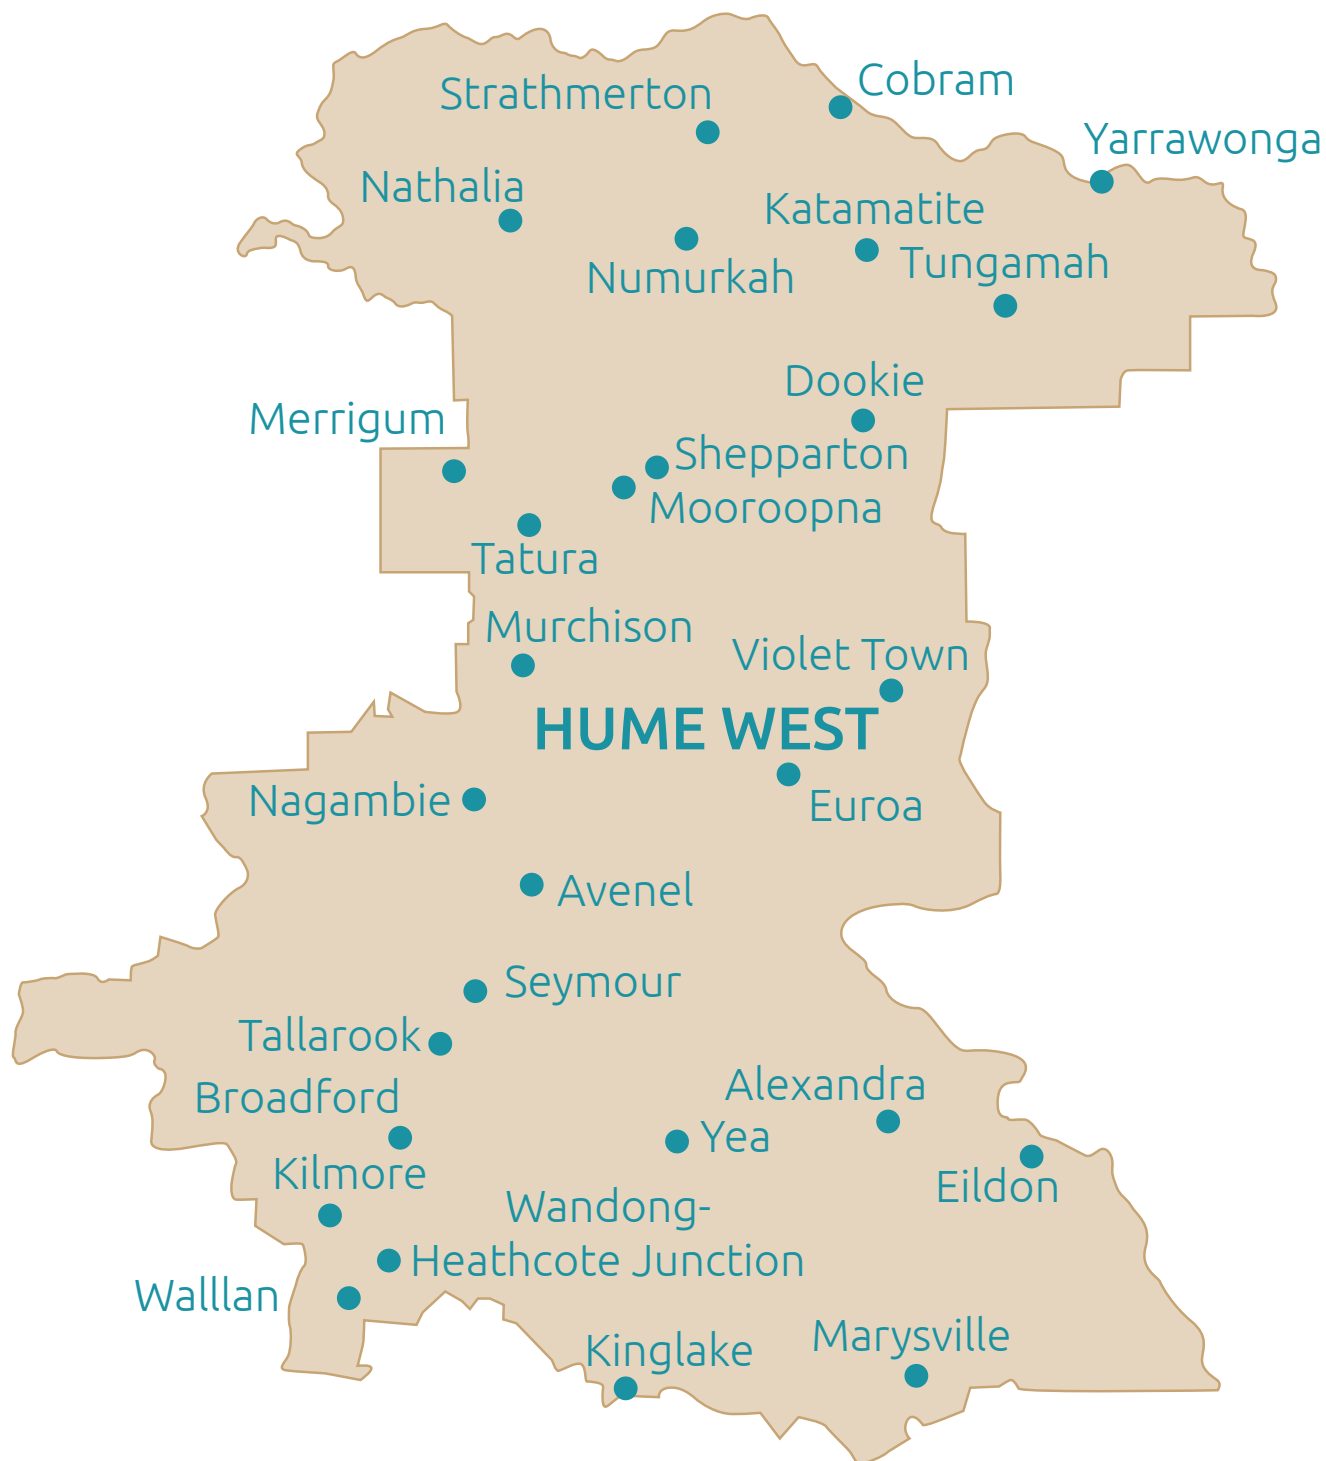 Cobram
Strathmerton
Yarrawonga
Nathalia
Katamatite
Tungamah
Numurkah
Dookie
Merrigum
Shepparton
Mooroopna
Tatura
Murchison
Violet Town
HUME WEST
Nagambie
Euroa
Avenel
Seymour
Tallarook
Alexandra
Broadford
Yea
Kilmore
Eildon
Wandong-
Heathcote Junction
Walllan
Marysville
Kinglake